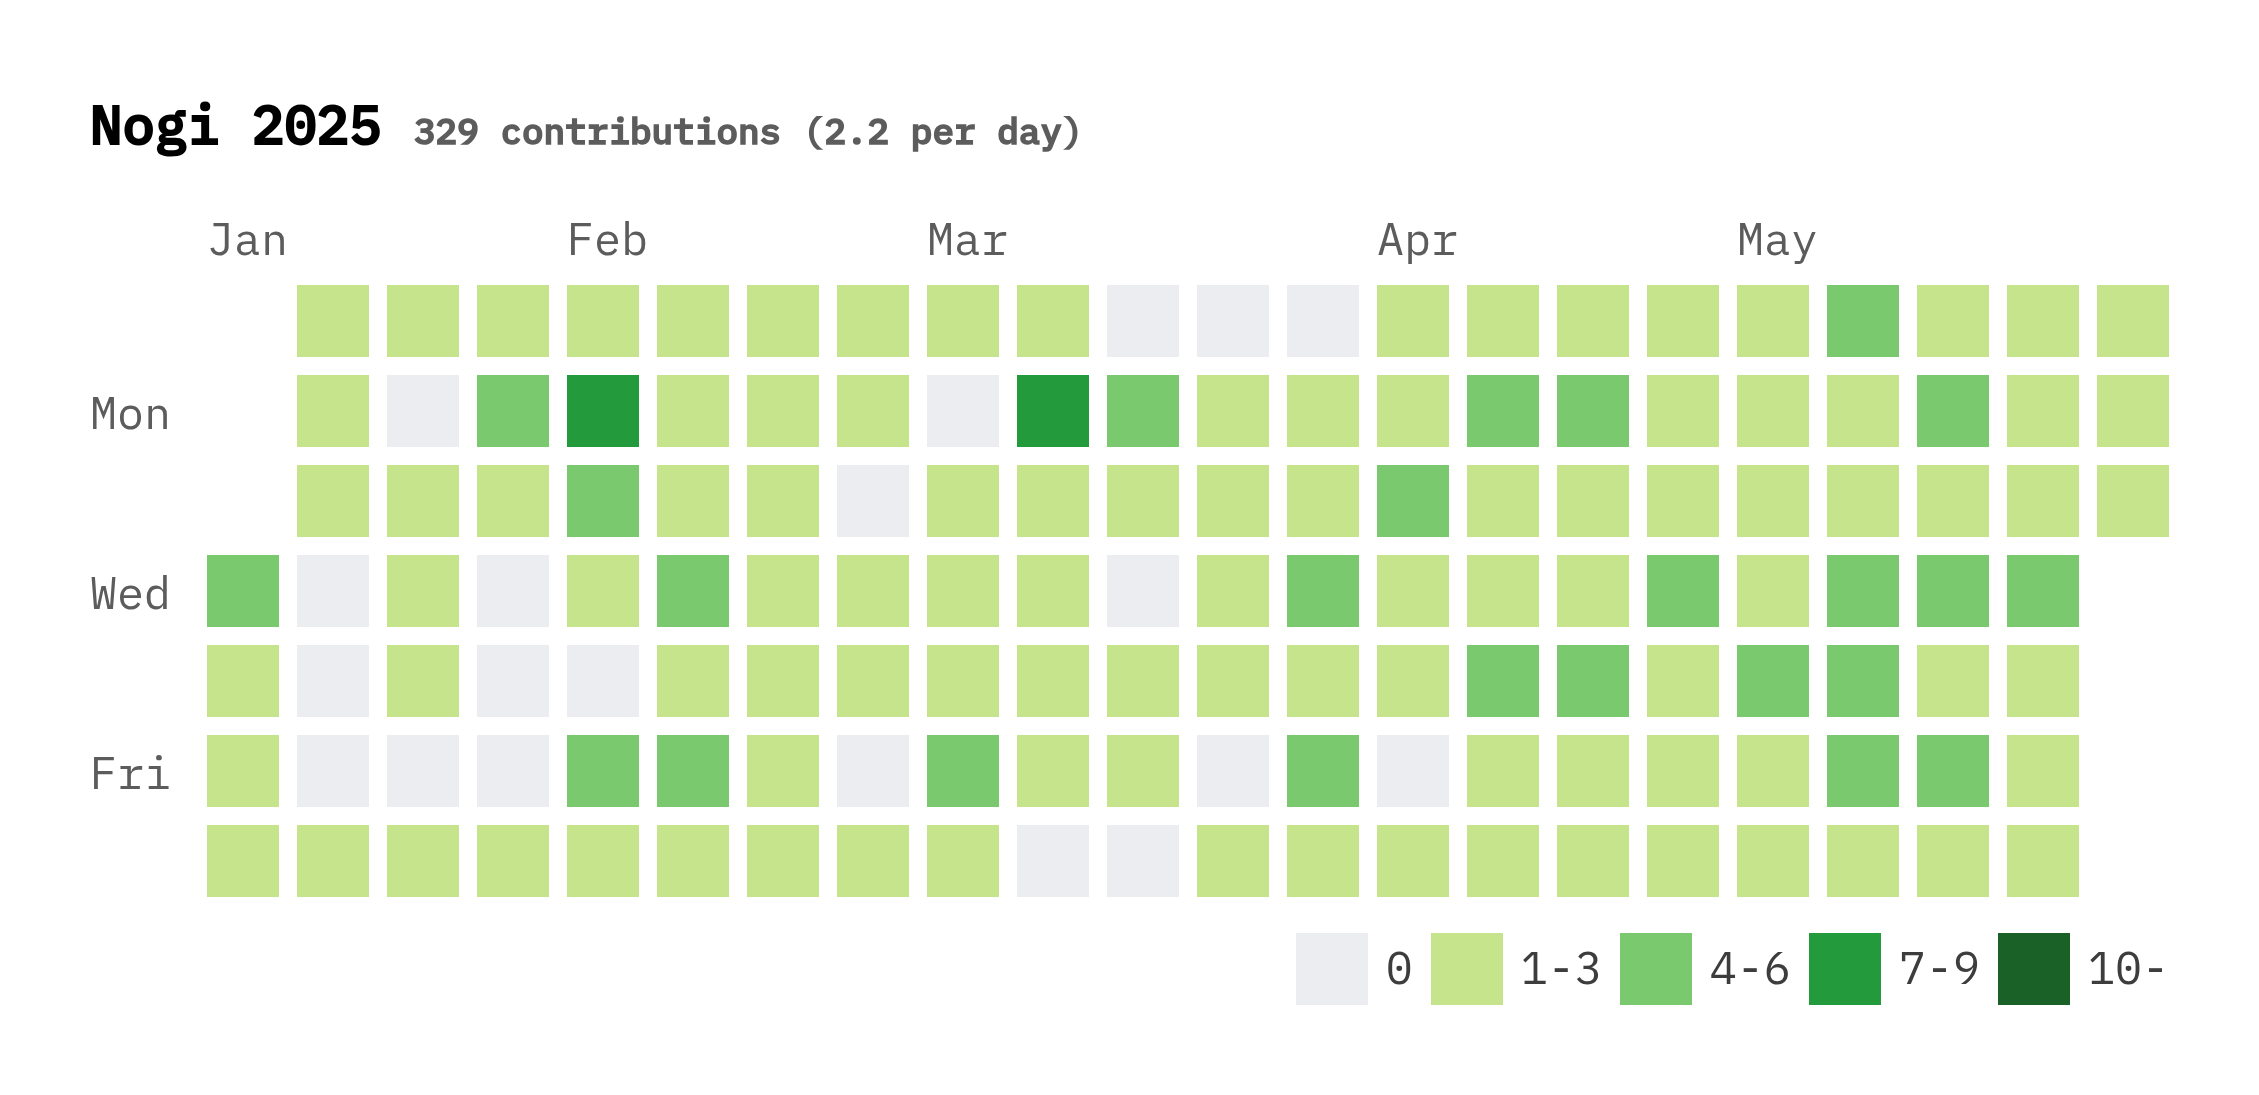 Nogi 2025 329 contributions (2.2 per day)
Jan Feb Mar Apr May
Mon
Wed
Fri
0 1-3 4-6 7-9 10-